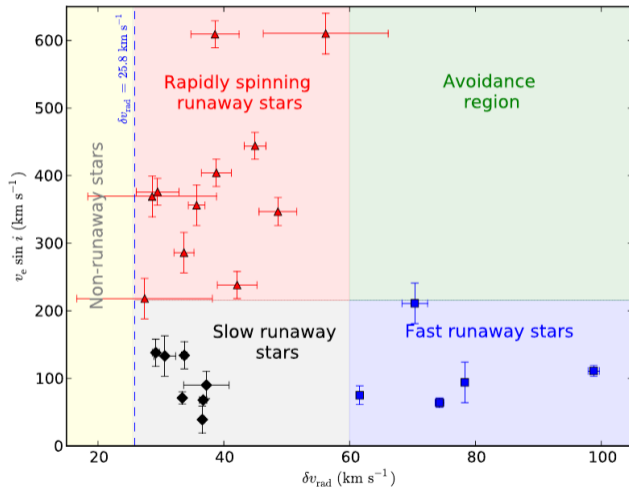 600
500
400
300
200
100
0
v_e sin i (km s⁻¹)
δv_rad = 25.8 km s⁻¹
Non-runaway stars
Rapidly spinning
runaway stars
Avoidance
region
Slow runaway
stars
Fast runaway stars
20
40
60
80
100
δv_rad (km s⁻¹)